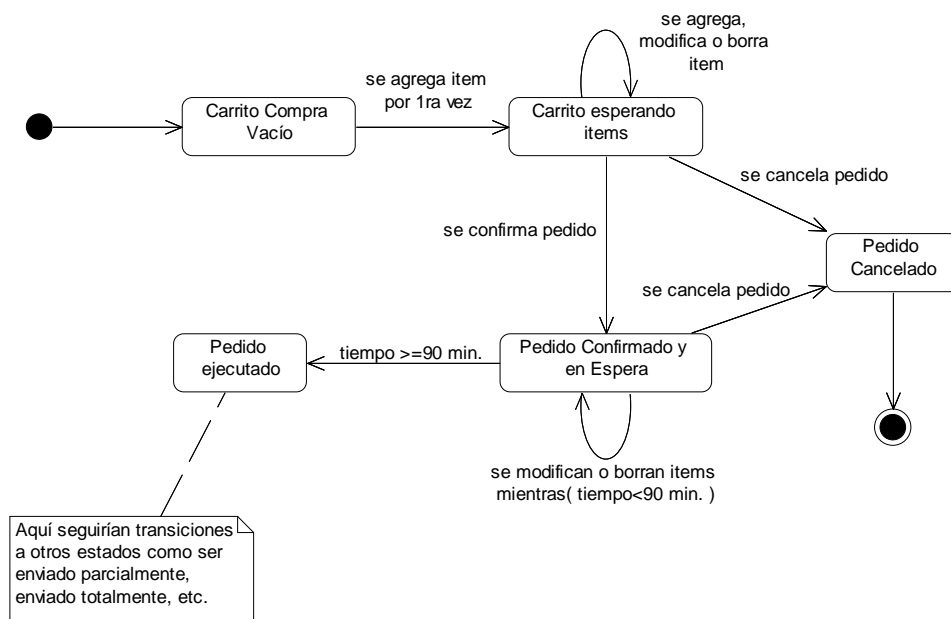 se agrega,
modifica o borra
item
se agrega item
por 1ra vez
Carrito Compra
Vacío
Carrito esperando
items
se cancela pedido
se confirma pedido
Pedido
Cancelado
se cancela pedido
Pedido
ejecutado
tiempo >=90 min.
Pedido Confirmado y
en Espera
se modifican o borran items
mientras( tiempo<90 min. )
Aquí seguirían transiciones
a otros estados como ser
enviado parcialmente,
enviado totalmente, etc.